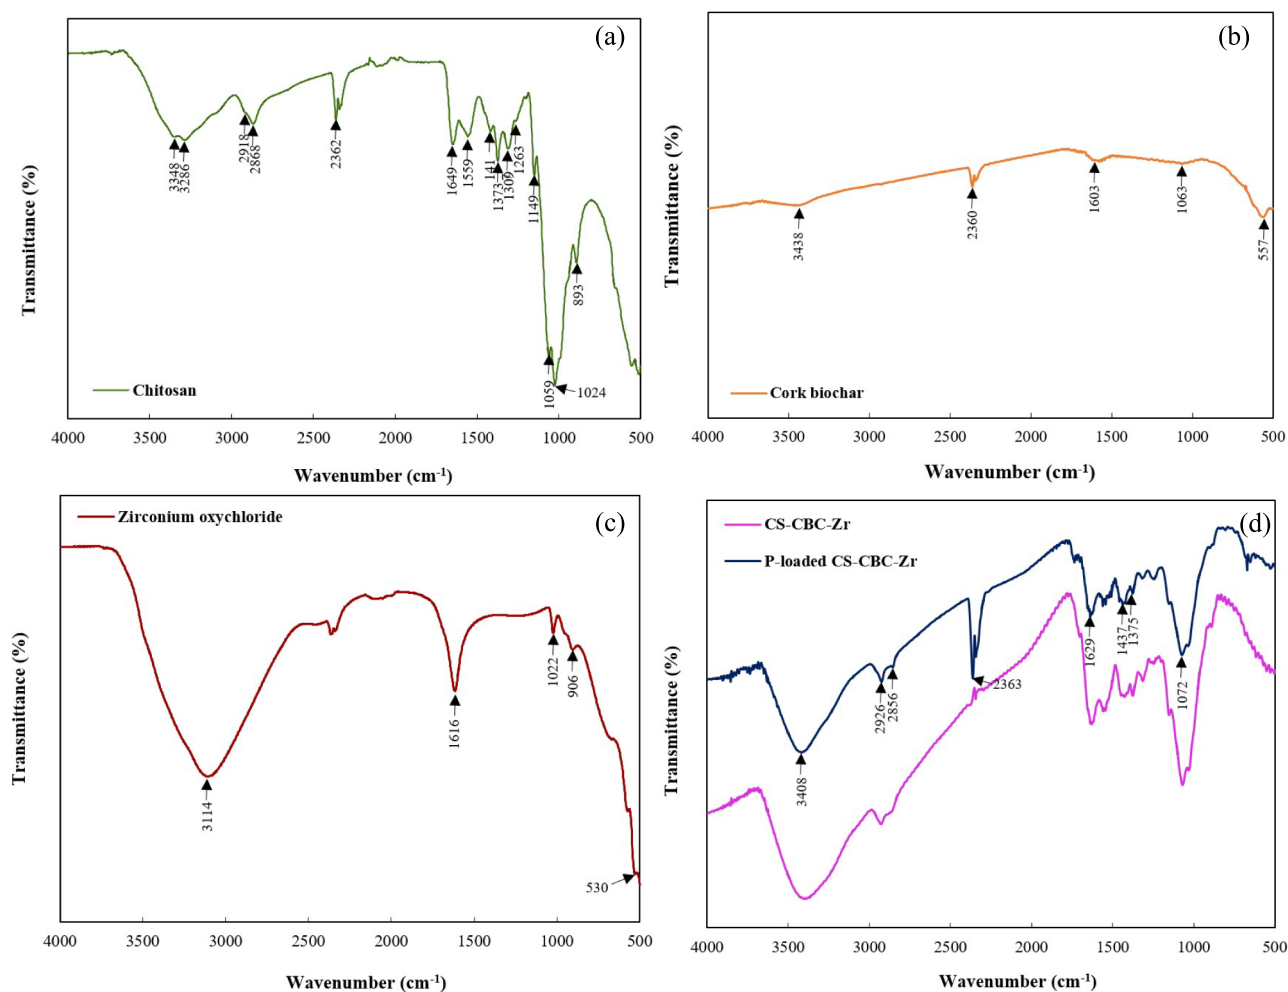 (a)
Transmittance (%)
3348
3286
2918
2868
2362
1649
1559
141
1373
1309
1263
1149
1059
1024
893
Chitosan
4000 3500 3000 2500 2000 1500 1000 500
Wavenumber (cm-1)
(b)
Transmittance (%)
3438
2360
1603
1063
557
Cork biochar
4000 3500 3000 2500 2000 1500 1000 500
Wavenumber (cm-1)
(c)
Transmittance (%)
Zirconium oxychloride
3114
1616
1022
906
530
4000 3500 3000 2500 2000 1500 1000 500
Wavenumber (cm-1)
(d)
Transmittance (%)
CS-CBC-Zr
P-loaded CS-CBC-Zr
3408
2926
2856
2363
1629
1437
1375
1072
4000 3500 3000 2500 2000 1500 1000 500
Wavenumber (cm-1)